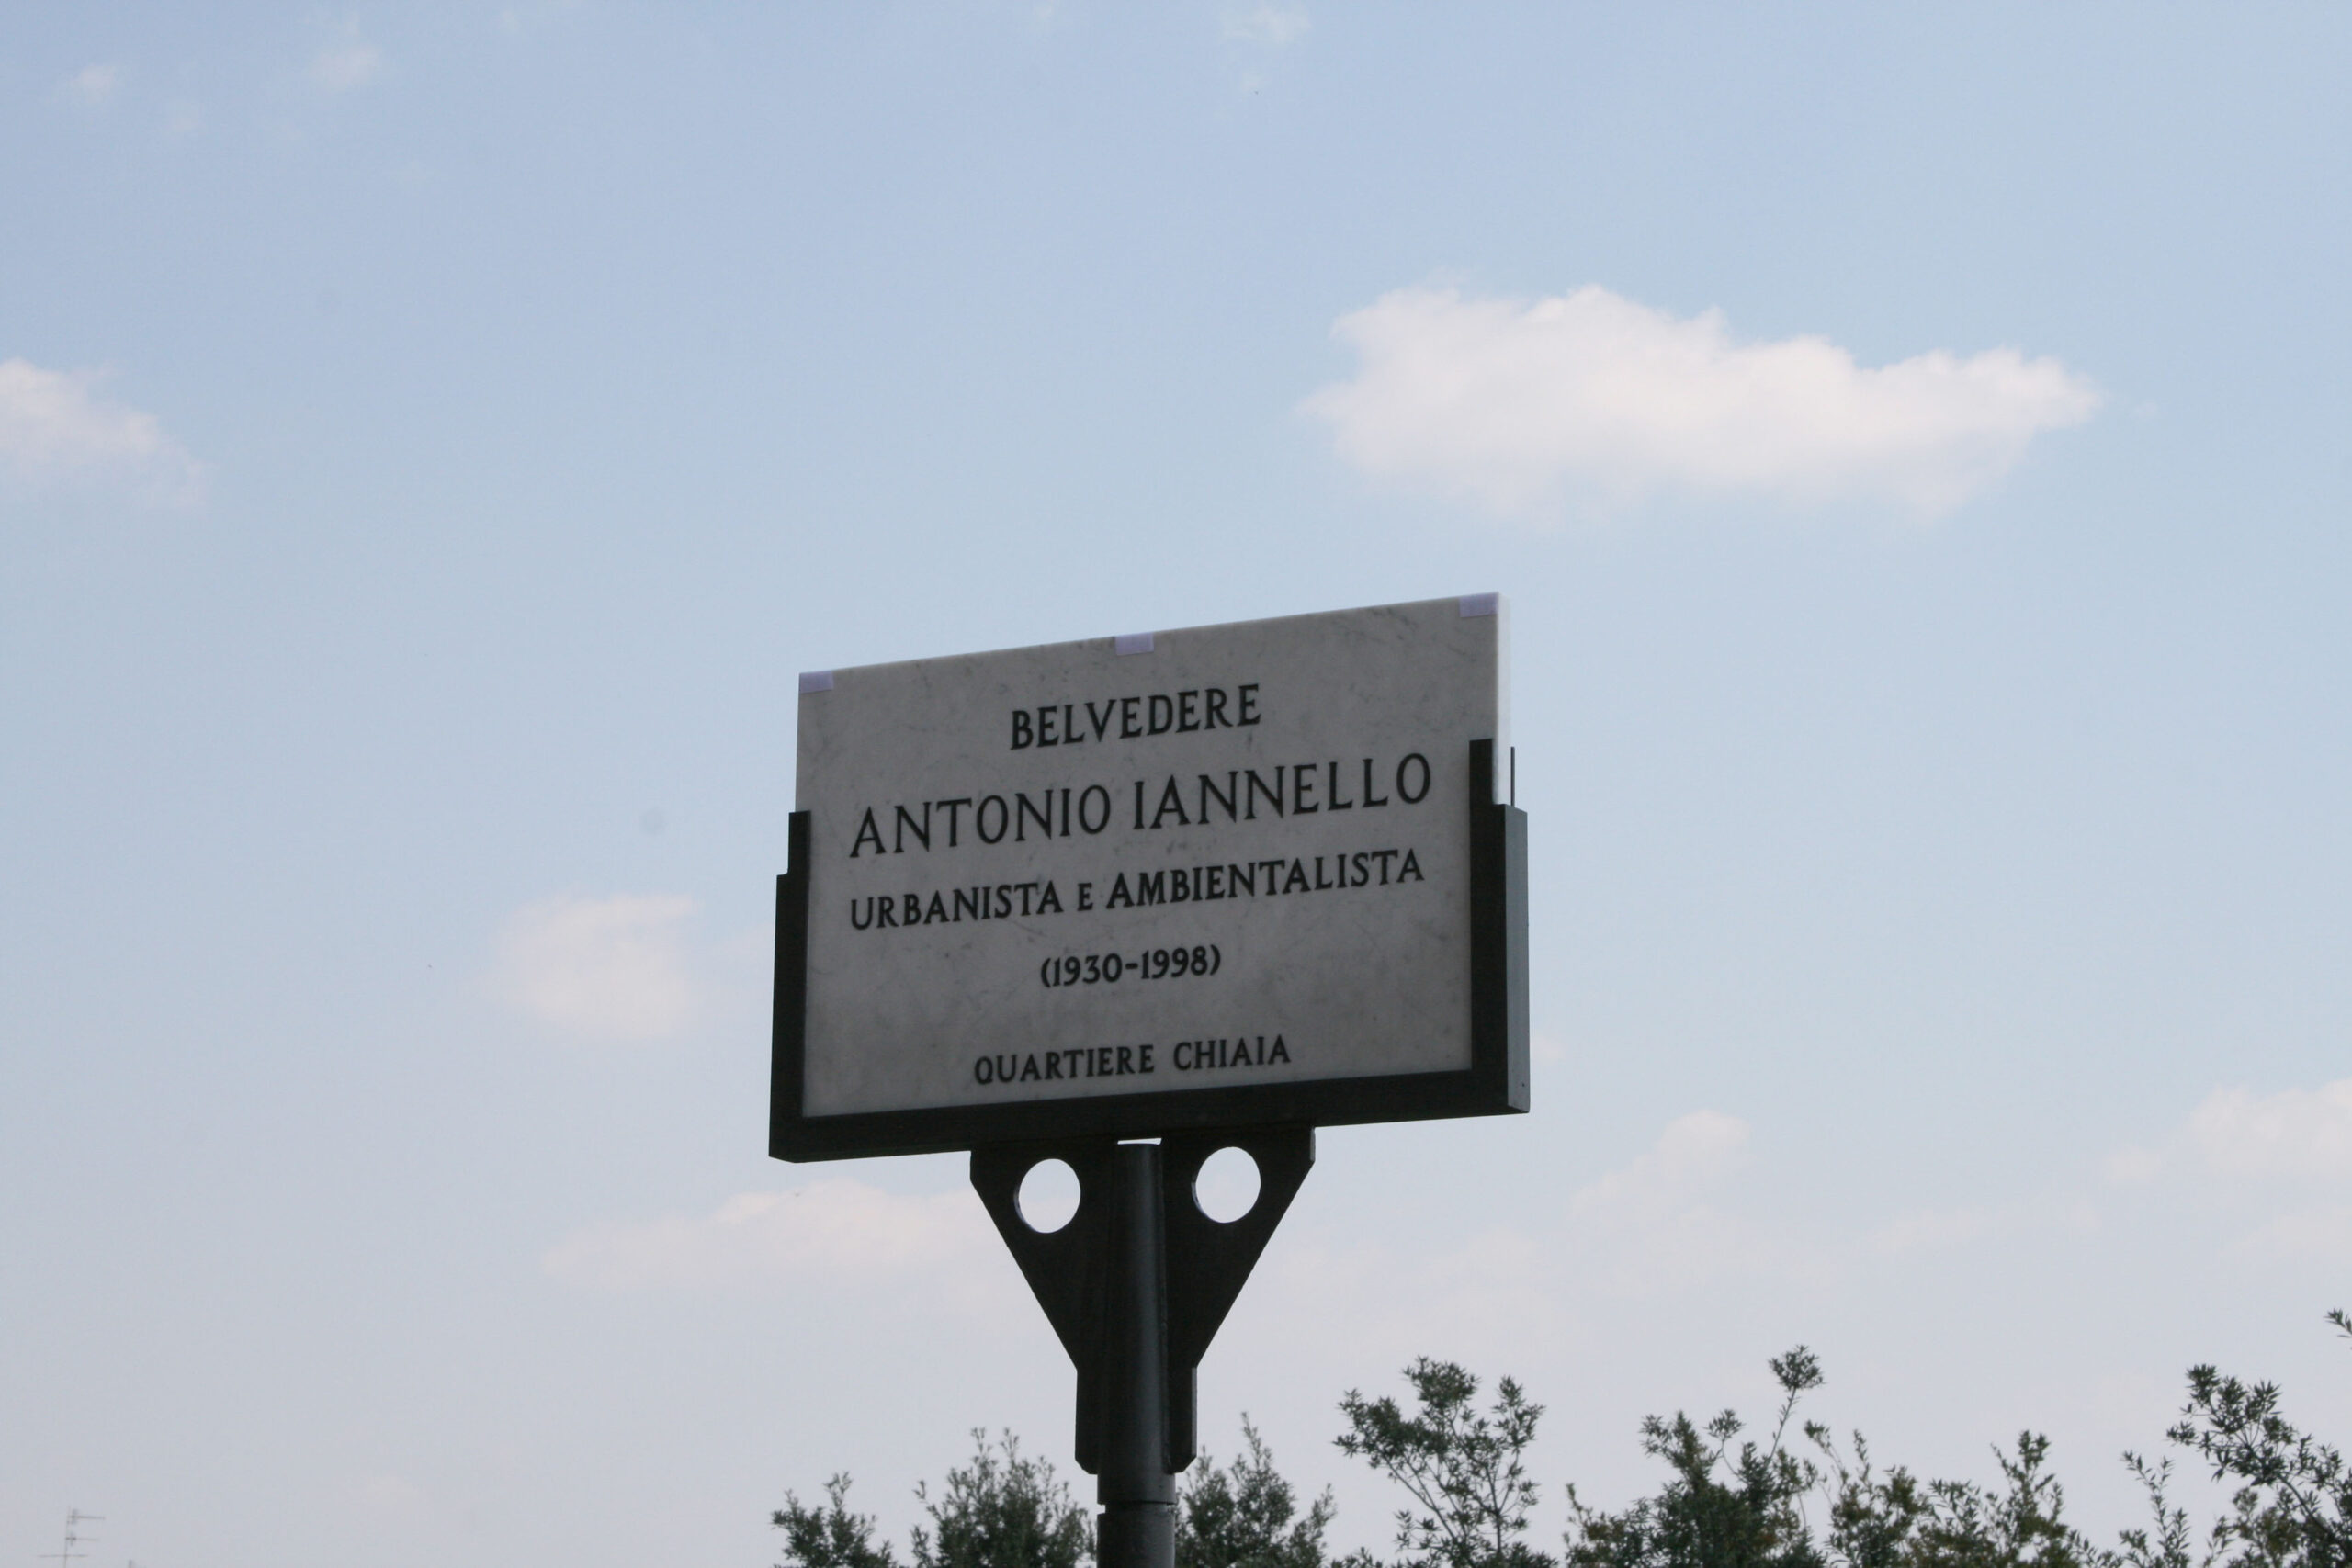 BELVEDERE
ANTONIO IANNELLO
URBANISTA E AMBIENTALISTA
(1930-1998)
QUARTIERE CHIAIA